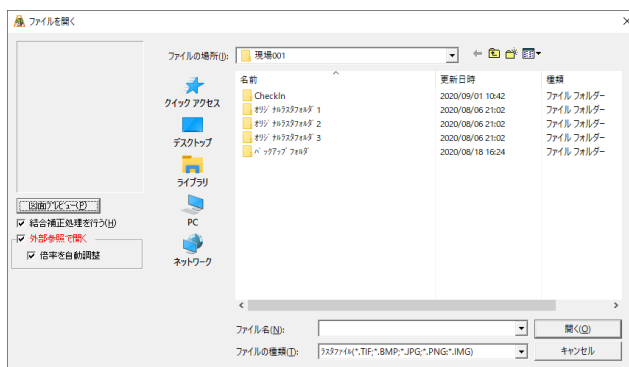 ファイルを開く
ファイルの場所(I):
現場001
名前
更新日時
種類
CheckIn
2020/09/01 10:42
ファイル フォルダー
ｵﾘｼﾞﾅﾙﾗｽﾀﾌｫﾙﾀﾞ1
2020/08/06 21:02
ファイル フォルダー
ｵﾘｼﾞﾅﾙﾗｽﾀﾌｫﾙﾀﾞ2
2020/08/06 21:02
ファイル フォルダー
ｵﾘｼﾞﾅﾙﾗｽﾀﾌｫﾙﾀﾞ3
2020/08/06 21:02
ファイル フォルダー
ﾊﾞｯｸｱｯﾌﾟﾌｫﾙﾀﾞ
2020/08/18 16:24
ファイル フォルダー
クイック アクセス
デスクトップ
ライブラリ
PC
ネットワーク
図面ﾌﾟﾚﾋﾞｭｰ(P)
結合補正処理を行う(H)
外部参照で開く
倍率を自動調整
ファイル名(N):
開く(O)
ファイルの種類(T):
ﾗｽﾀﾌｧｲﾙ(*.TIF;*.BMP;*.JPG;*.PNG;*.IMG)
キャンセル